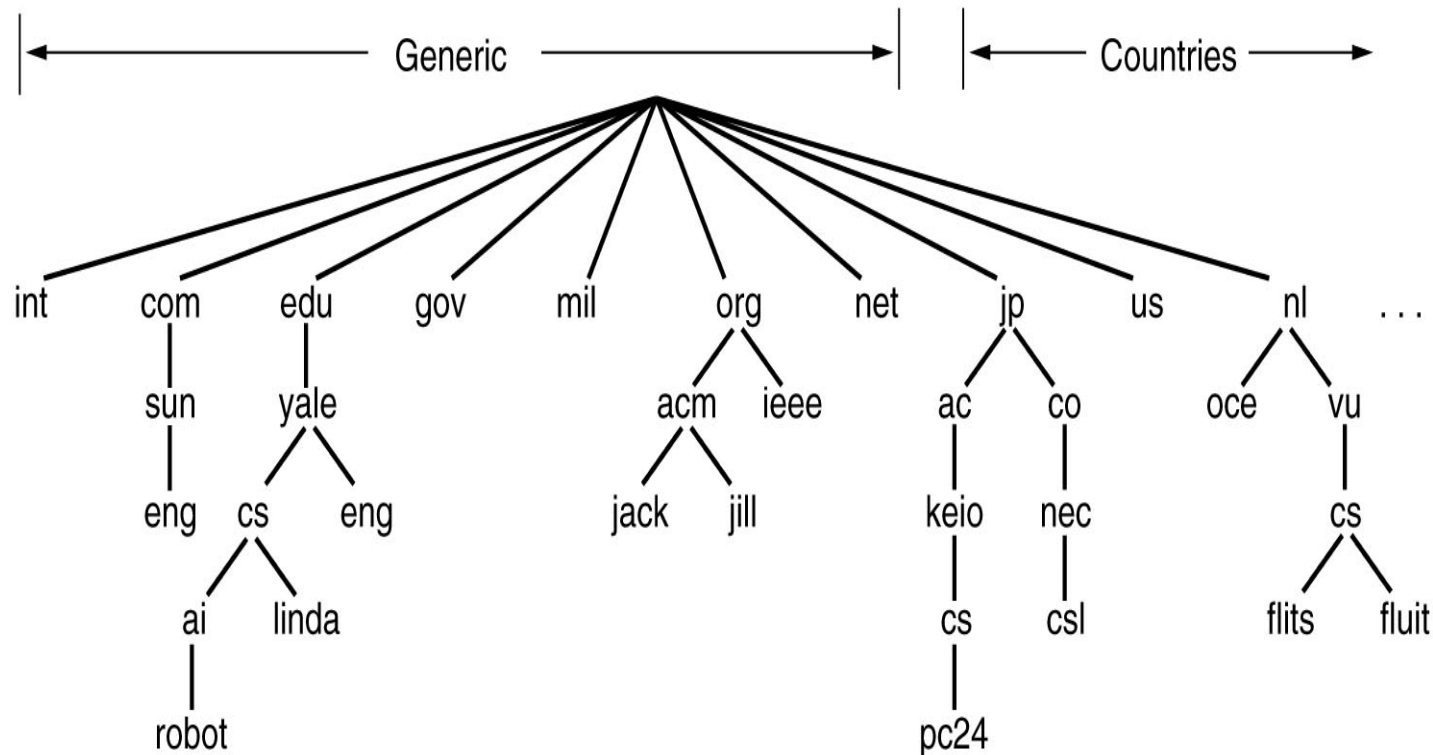 Generic Countries
int com edu gov mil org net jp us nl . . .
sun yale acm ieee ac co oce vu
eng cs eng jack jill keio nec cs
ai linda cs csl flits fluit
robot pc24